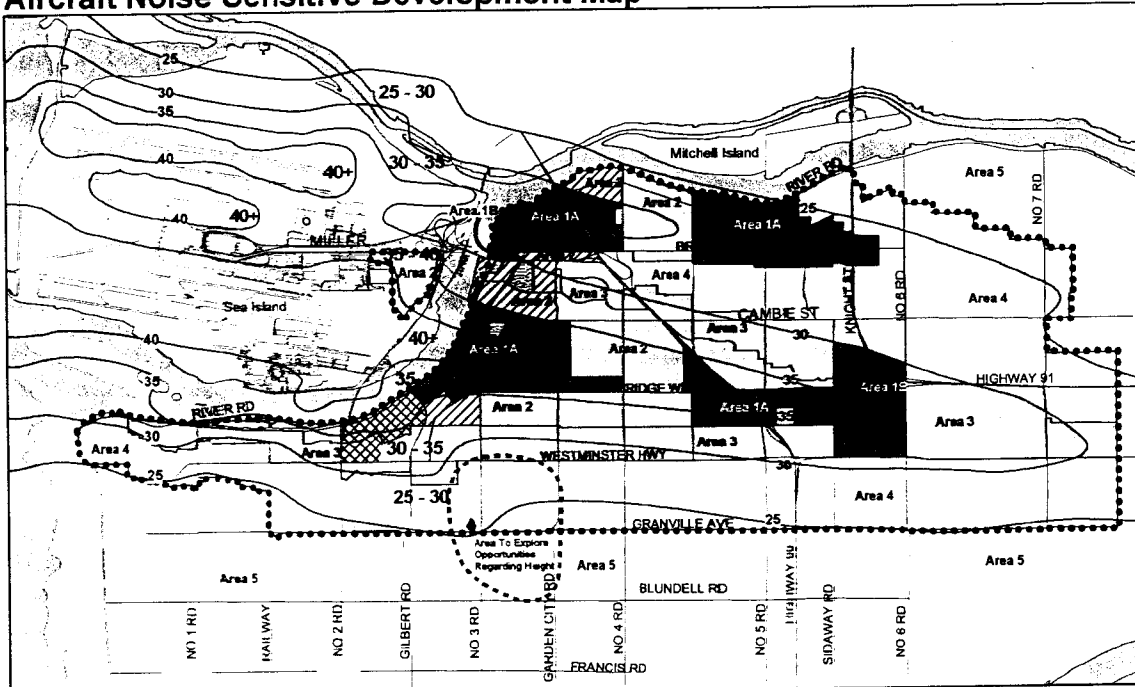 Aircraft Noise Sensitive Development Map
25
25 - 30
30
35
30 - 35
40
40+
Mitchell Island
RIVER RD
Area 5
NO 7 RD
Area 2
25
Area 1B
Area 1A
Area 1A
40
40+
MILLER
Area 2
Area 4
Area 4
KNIGHT ST
NO 6 RD
Sea Island
Area 3
CAMBIE ST
Area 3
30
40+
40
Area 1A
Area 2
35
35
35
HIGHWAY 91
RIVER RD
Area 2
Area 1A
35
Area 3
30
Area 4
Area 3
30 - 35
WESTMINSTER HWY
Area 3
30
25
25 - 30
Area 4
GRANVILLE AVE
25
Area To Explore
Opportunities
Regarding Height
Area 5
Area 5
Area 5
BLUNDELL RD
NO 1 RD
RAILWAY
NO 2 RD
GILBERT RD
NO 3 RD
GARDEN CITY RD
NO 4 RD
NO 5 RD
HIGHWAY 99
SIDAWAY RD
NO 6 RD
FRANCIS RD